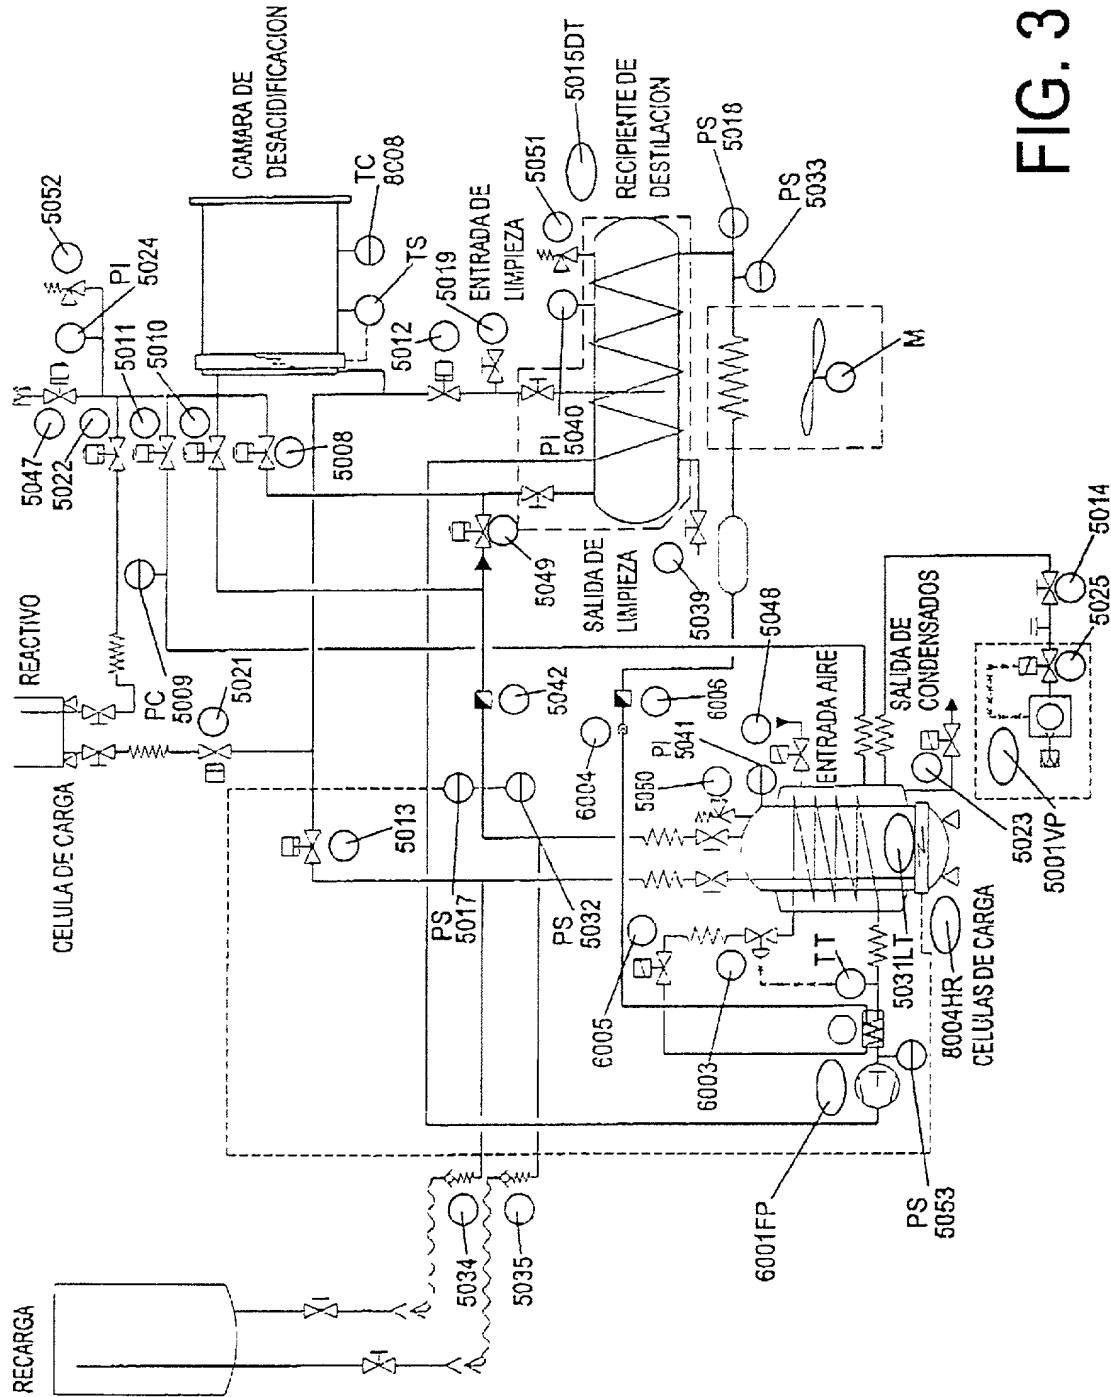 FIG. 3
RECARGA
CELULA DE CARGA
REACTIVO
CAMARA DE
DESACIDIFICACION
5052
PI
5024
5011
5010
5047
5022
5008
TC
8008
TS
5012
5019
ENTRADA DE
LIMPIEZA
5051
5015DT
RECIPIENTE DE
DESTILACION
PS
5018
PS
5033
PI
5040
M
PC
5009
5021
5049
SALIDA DE
LIMPIEZA
5039
5042
6006
6004
5048
PI
5041
ENTRADA AIRE
SALIDA DE
CONDENSADOS
5014
5025
5060
5013
PS
5017
PS
5032
5023
5001VP
6005
6003
TT
5031LT
8004HR
CELULAS DE CARGA
5034
5035
6001FP
PS
5053